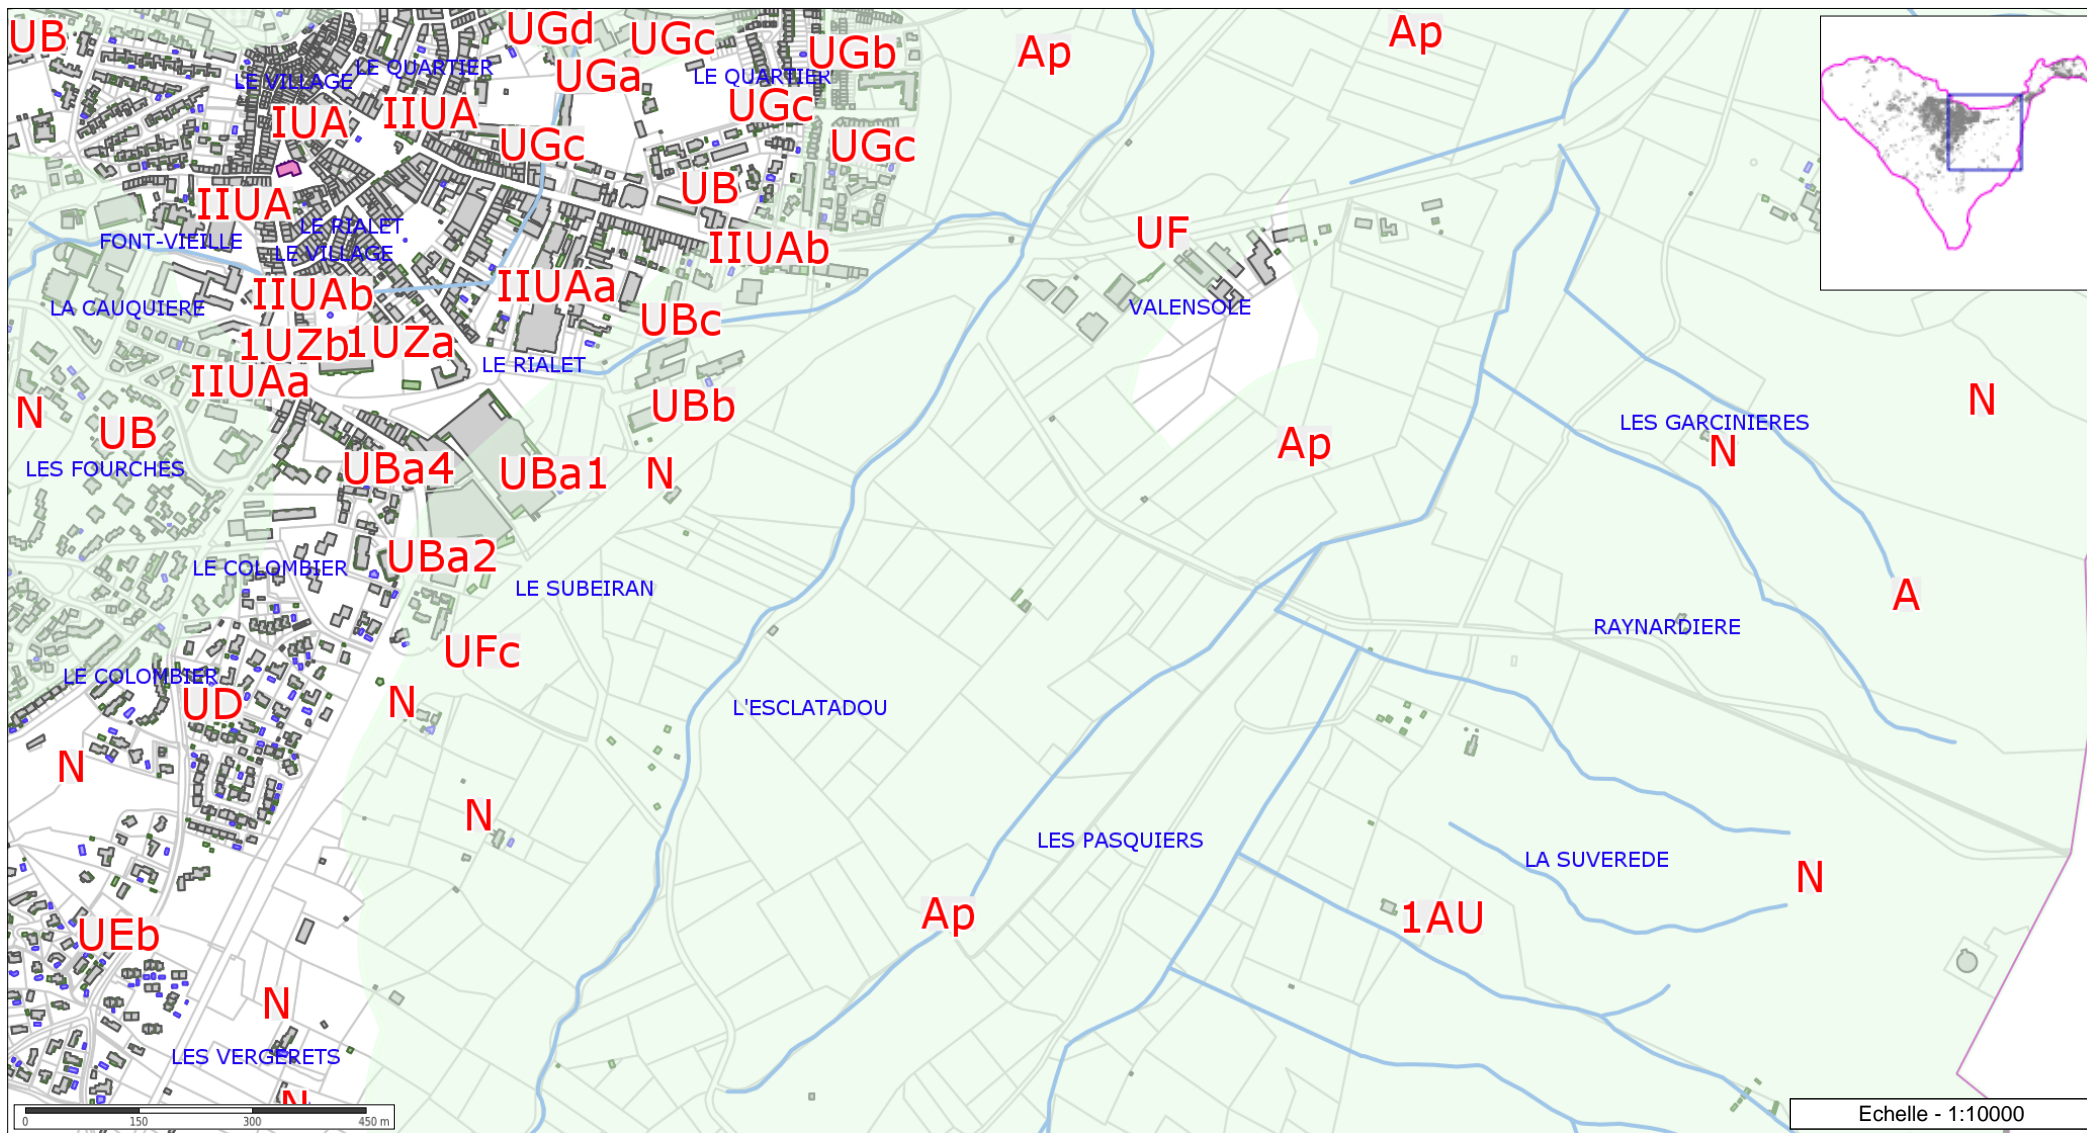 UB
UGd
UGc
UGb
Ap
Ap
LE VILLAGE
LE QUARTIER
UGa
LE QUARTIER
IUA
IIUA
UGc
UGc
UGc
IIUA
UB
LE RIALET
FONT-VIEILLE
LE VILLAGE
IIUAb
UF
LA CAUQUIERE
IIUAb
IIUAa
UBc
VALENSOLE
1UZb
1UZa
LE RIALET
IIUAa
N
UB
UBb
N
LES GARCINIERES
N
Ap
LES FOURCHES
UBa4
UBa1
N
LE COLOMBIER
UBa2
LE SUBEIRAN
A
RAYNARDIERE
UFc
LE COLOMBIER
UD
N
L'ESCLATADOU
N
N
LES PASQUIERS
LA SUVEREDE
N
UEb
Ap
1AU
N
LES VERGERETS
N
0 150 300 450 m
Echelle - 1:10000